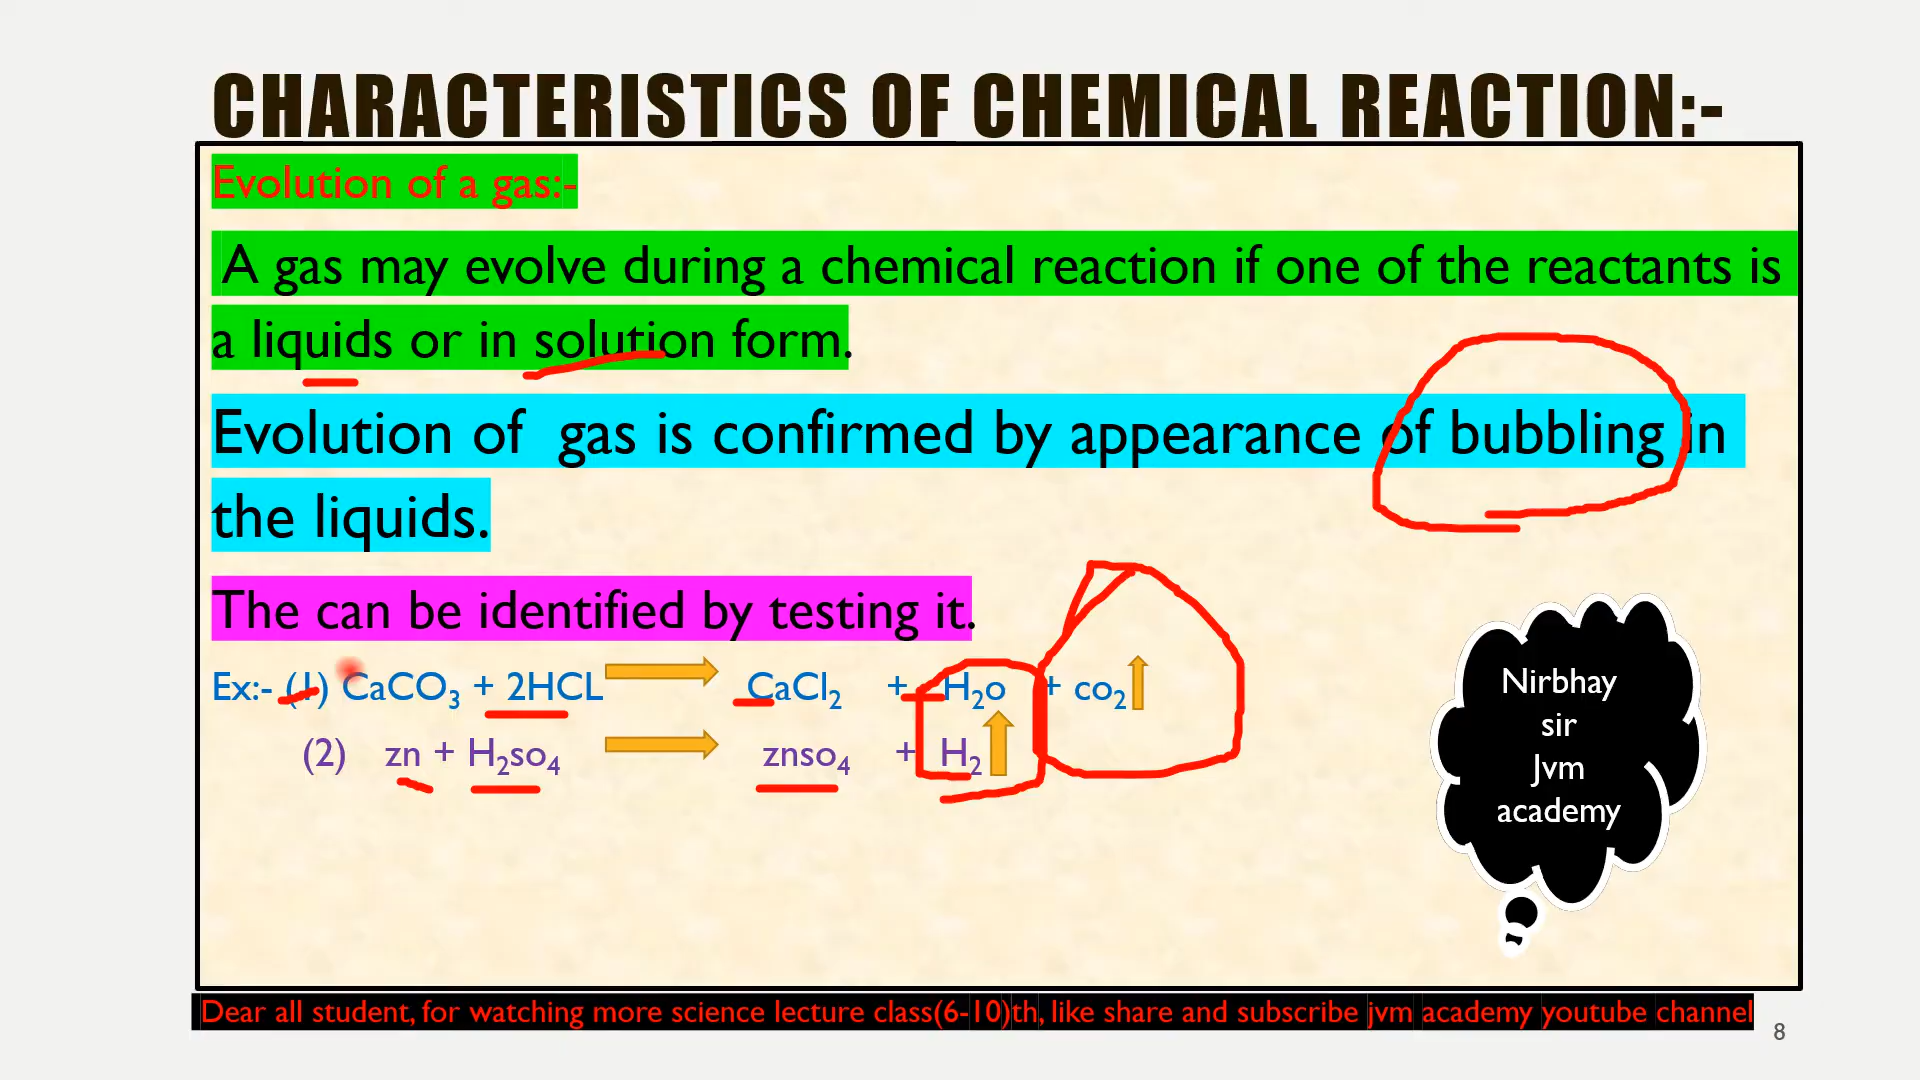 CHARACTERISTICS OF CHEMICAL REACTION:-
Evolution of a gas:-
A gas may evolve during a chemical reaction if one of the reactants is
a liquids or in solution form.
Evolution of gas is confirmed by appearance of bubbling in
the liquids.
The can be identified by testing it.
Ex:- (1) CaCO₃ + 2HCL CaCl₂ + H₂o + co₂
(2) zn + H₂so₄ znso₄ + H₂
Nirbhay
sir
Jvm
academy
Dear all student, for watching more science lecture class(6-10)th, like share and subscribe jvm academy youtube channel
8